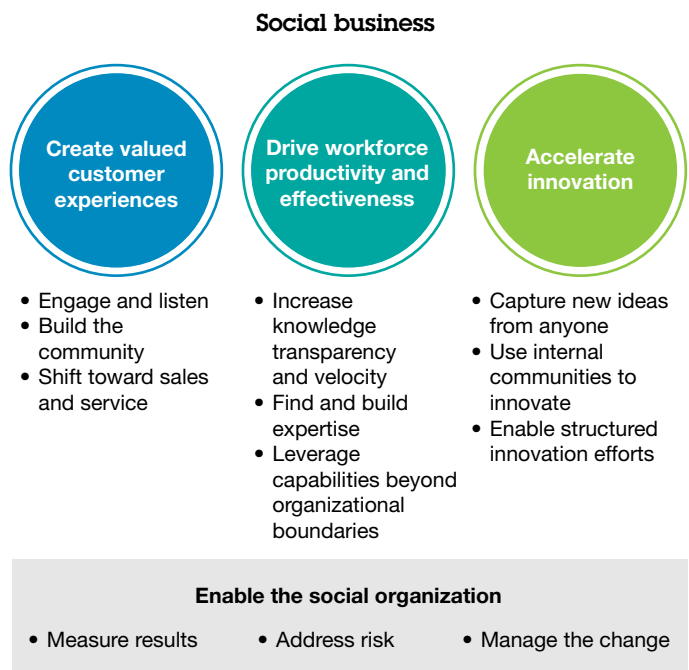 Social business
Create valued
customer
experiences
Drive workforce
productivity and
effectiveness
Accelerate
innovation
• Engage and listen
• Build the
community
• Shift toward sales
and service
• Increase
knowledge
transparency
and velocity
• Find and build
expertise
• Leverage
capabilities beyond
organizational
boundaries
• Capture new ideas
from anyone
• Use internal
communities to
innovate
• Enable structured
innovation efforts
Enable the social organization
• Measure results
• Address risk
• Manage the change